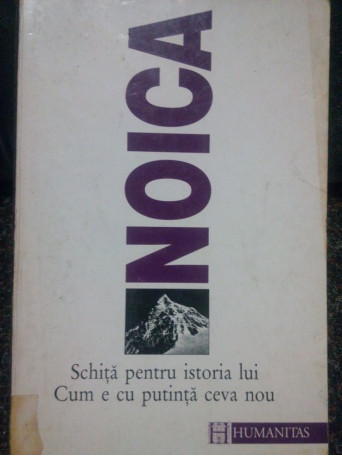 NOICA
Schiță pentru istoria lui
Cum e cu putință ceva nou
HUMANITAS